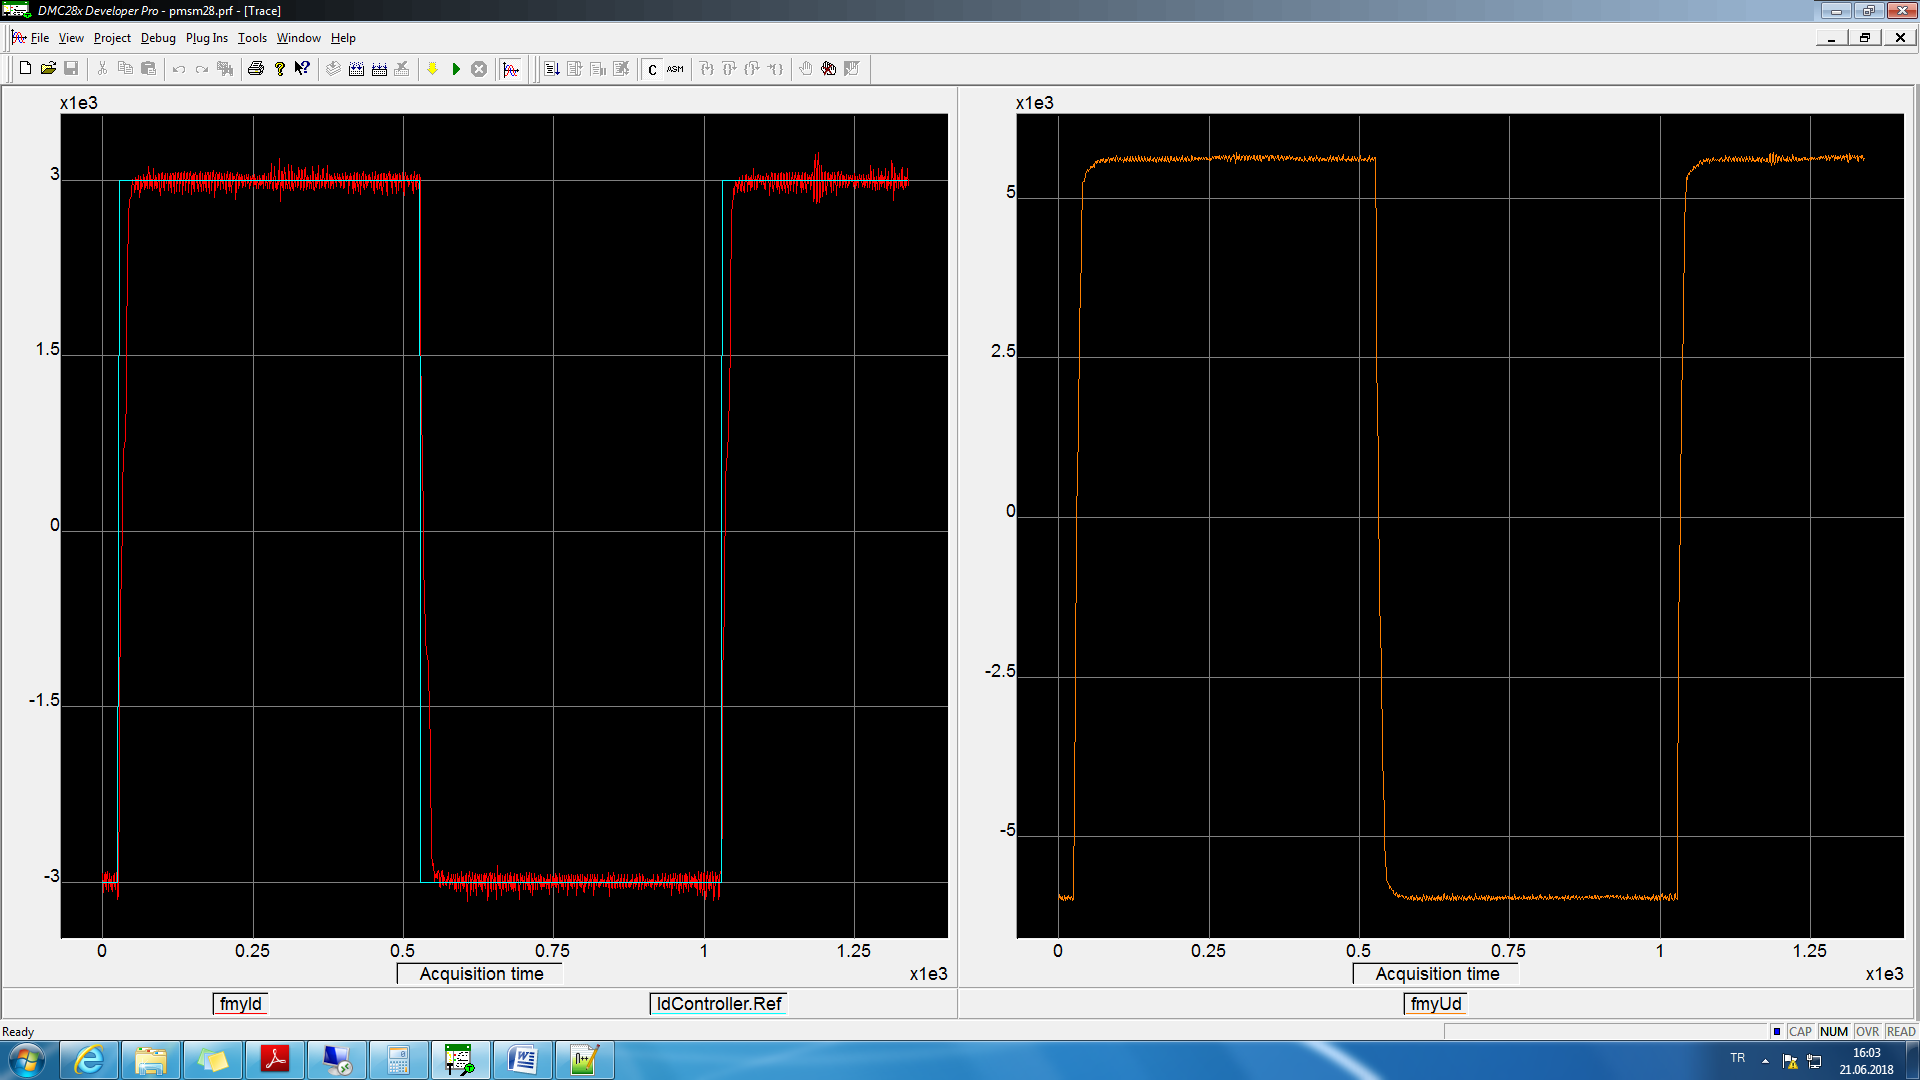 DMC28x Developer Pro - pmsm28.prf - [Trace]
File View Project Debug Plug Ins Tools Window Help
C ASM
x1e3
3
1.5
0
-1.5
-3
0 0.25 0.5 0.75 1 1.25
Acquisition time x1e3
fmyId IdController.Ref
x1e3
5
2.5
0
-2.5
-5
0 0.25 0.5 0.75 1 1.25
Acquisition time x1e3
fmyUd
Ready CAP NUM OVR READ
TR 16:03
21.06.2018